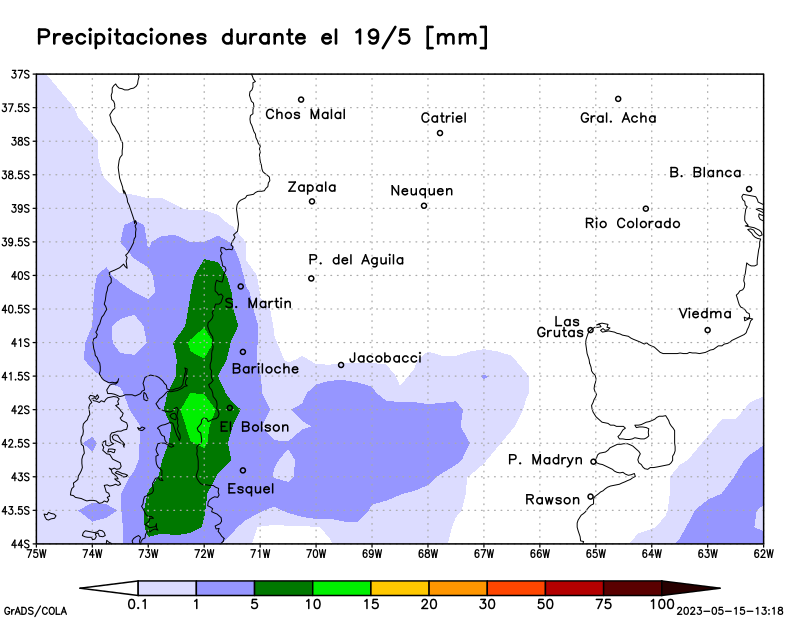 Precipitaciones durante el 19/5 [mm]
37S
37.5S
38S
38.5S
39S
39.5S
40S
40.5S
41S
41.5S
42S
42.5S
43S
43.5S
44S
Chos Malal
Catriel
Gral. Acha
B. Blanca
Zapala
Neuquen
Rio Colorado
P. del Aguila
S. Martin
Viedma
Las
Grutas
Jacobacci
Bariloche
El Bolson
P. Madryn
Esquel
Rawson
75W 74W 73W 72W 71W 70W 69W 68W 67W 66W 65W 64W 63W 62W
0.1 1 5 10 15 20 30 50 75 100
GrADS/COLA
2023-05-15-13:18